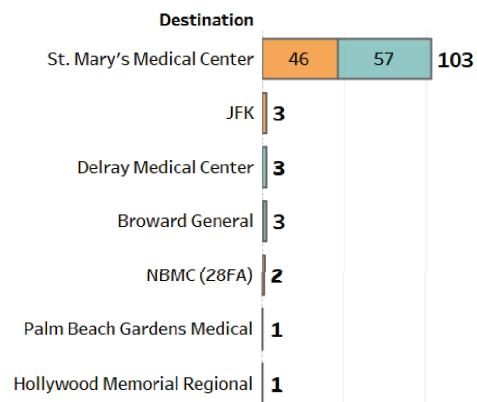 Destination
St. Mary's Medical Center 46 57 103
JFK 3
Delray Medical Center 3
Broward General 3
NBMC (28FA) 2
Palm Beach Gardens Medical 1
Hollywood Memorial Regional 1